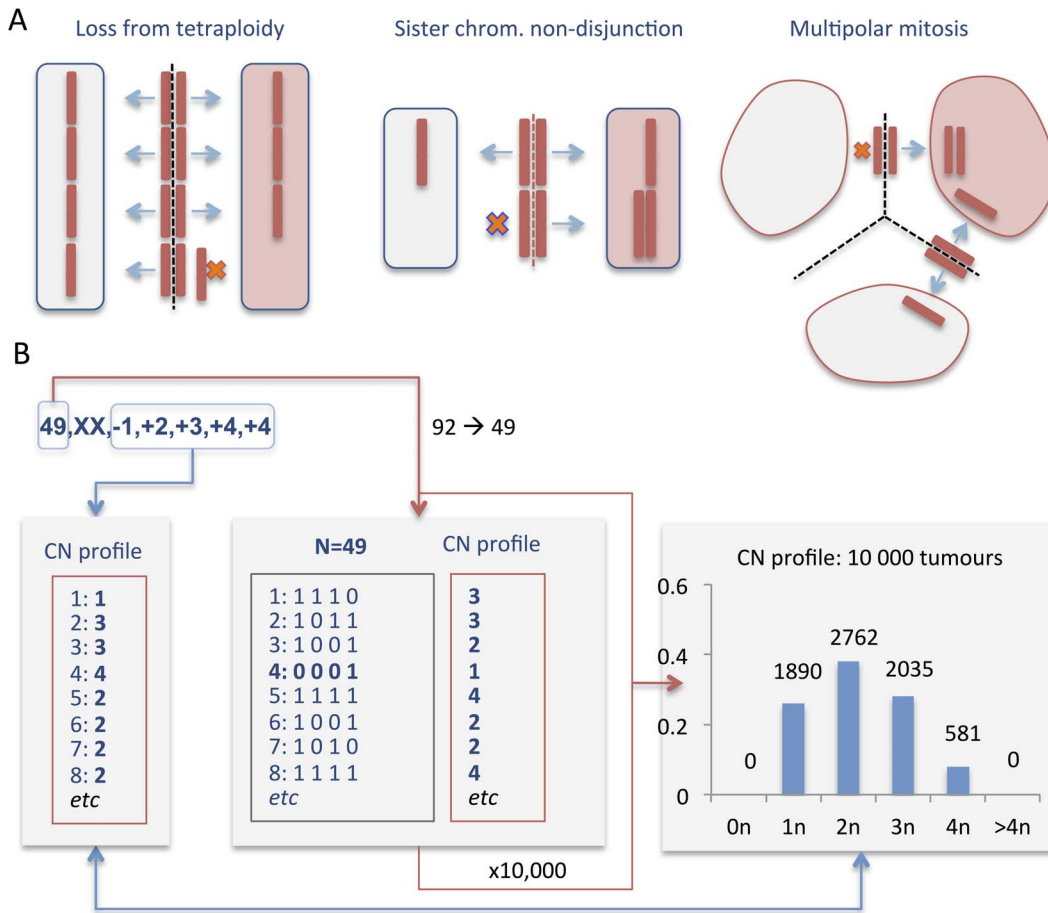 A
Loss from tetraploidy
Sister chrom. non-disjunction
Multipolar mitosis
B
49,XX,-1,+2,+3,+4,+4
92 → 49
CN profile
1: 1
2: 3
3: 3
4: 4
5: 2
6: 2
7: 2
8: 2
etc
N=49
1: 1 1 1 0
2: 1 0 1 1
3: 1 0 0 1
4: 0 0 0 1
5: 1 1 1 1
6: 1 0 0 1
7: 1 0 1 0
8: 1 1 1 1
etc
CN profile
3
3
2
1
4
2
2
4
etc
x10,000
CN profile: 10 000 tumours
0.6
0.4
0.2
0
0
1890
2762
2035
581
0
0n
1n
2n
3n
4n
>4n